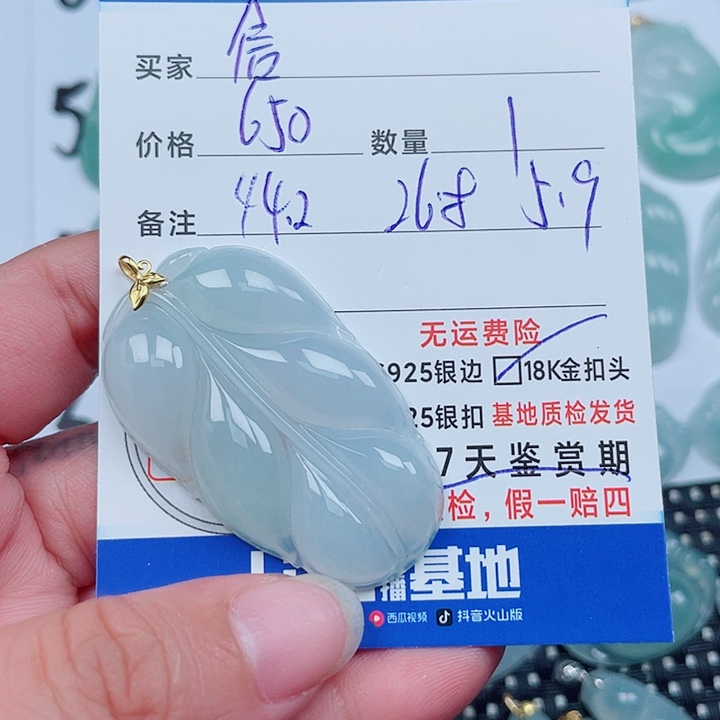 5
买家 信
价格 650 数量 1
备注 44.2 26.8 5.9
无运费险
925银边 18K金扣头
25银扣 基地质检发货
7天鉴赏期
检，假一赔四
播基地
西瓜视频 抖音火山版